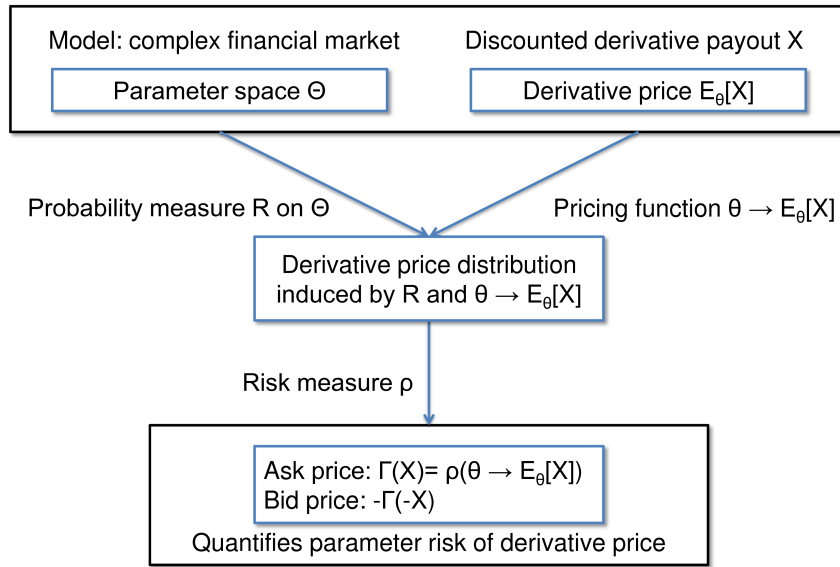 Model: complex financial market
Discounted derivative payout X
Parameter space Θ
Derivative price E_θ[X]
Probability measure R on Θ
Pricing function θ → E_θ[X]
Derivative price distribution
induced by R and θ → E_θ[X]
Risk measure ρ
Ask price: Γ(X)= ρ(θ → E_θ[X])
Bid price: -Γ(-X)
Quantifies parameter risk of derivative price